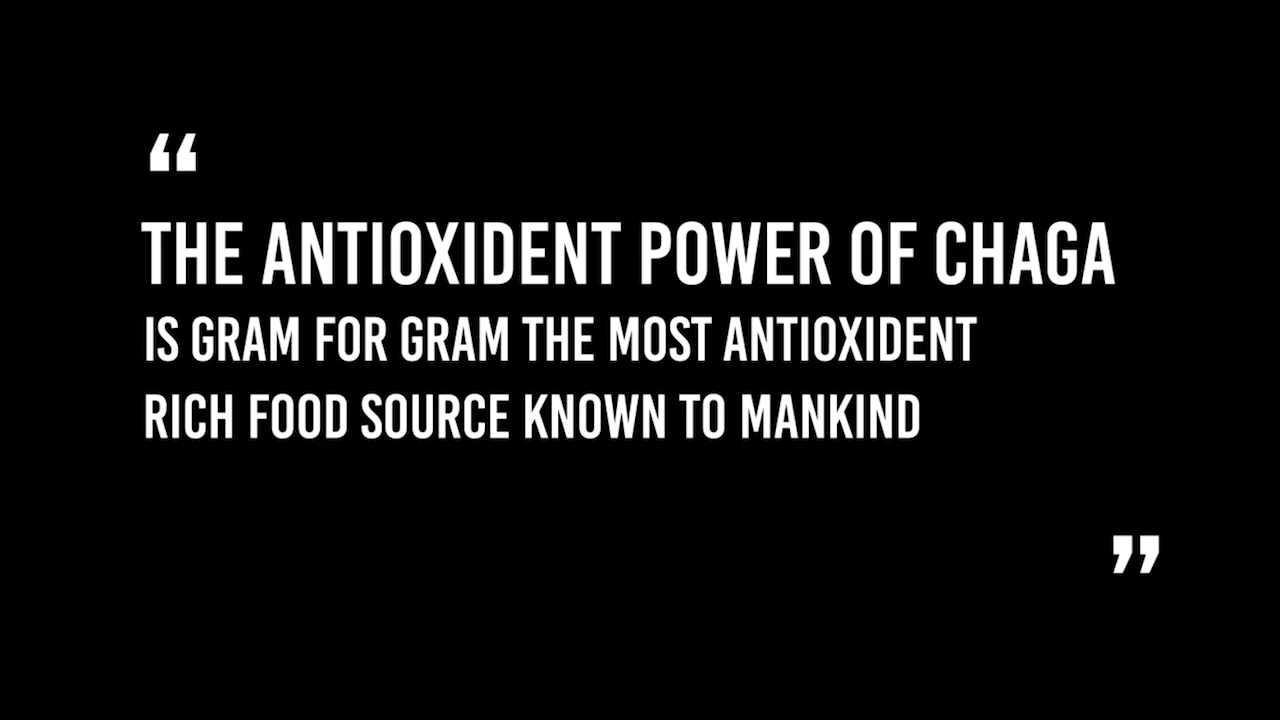 “
THE ANTIOXIDENT POWER OF CHAGA
IS GRAM FOR GRAM THE MOST ANTIOXIDENT
RICH FOOD SOURCE KNOWN TO MANKIND
”